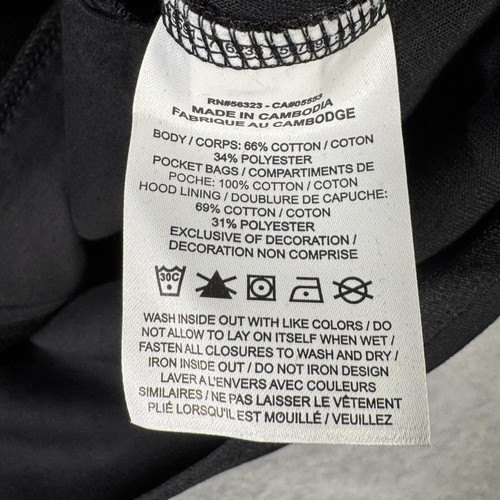 RN#56323 - CA#05553
MADE IN CAMBODIA
FABRIQUE AU CAMBODGE
BODY / CORPS: 66% COTTON / COTON
34% POLYESTER
POCKET BAGS / COMPARTIMENTS DE
POCHE: 100% COTTON / COTON
HOOD LINING / DOUBLURE DE CAPUCHE:
69% COTTON / COTON
31% POLYESTER
EXCLUSIVE OF DECORATION /
DECORATION NON COMPRISE
30C
WASH INSIDE OUT WITH LIKE COLORS / DO
NOT ALLOW TO LAY ON ITSELF WHEN WET /
FASTEN ALL CLOSURES TO WASH AND DRY /
IRON INSIDE OUT / DO NOT IRON DESIGN
LAVER A L'ENVERS AVEC COULEURS
SIMILAIRES / NE PAS LAISSER LE VÊTEMENT
PLIÉ LORSQU'IL EST MOUILLÉ / VEUILLEZ